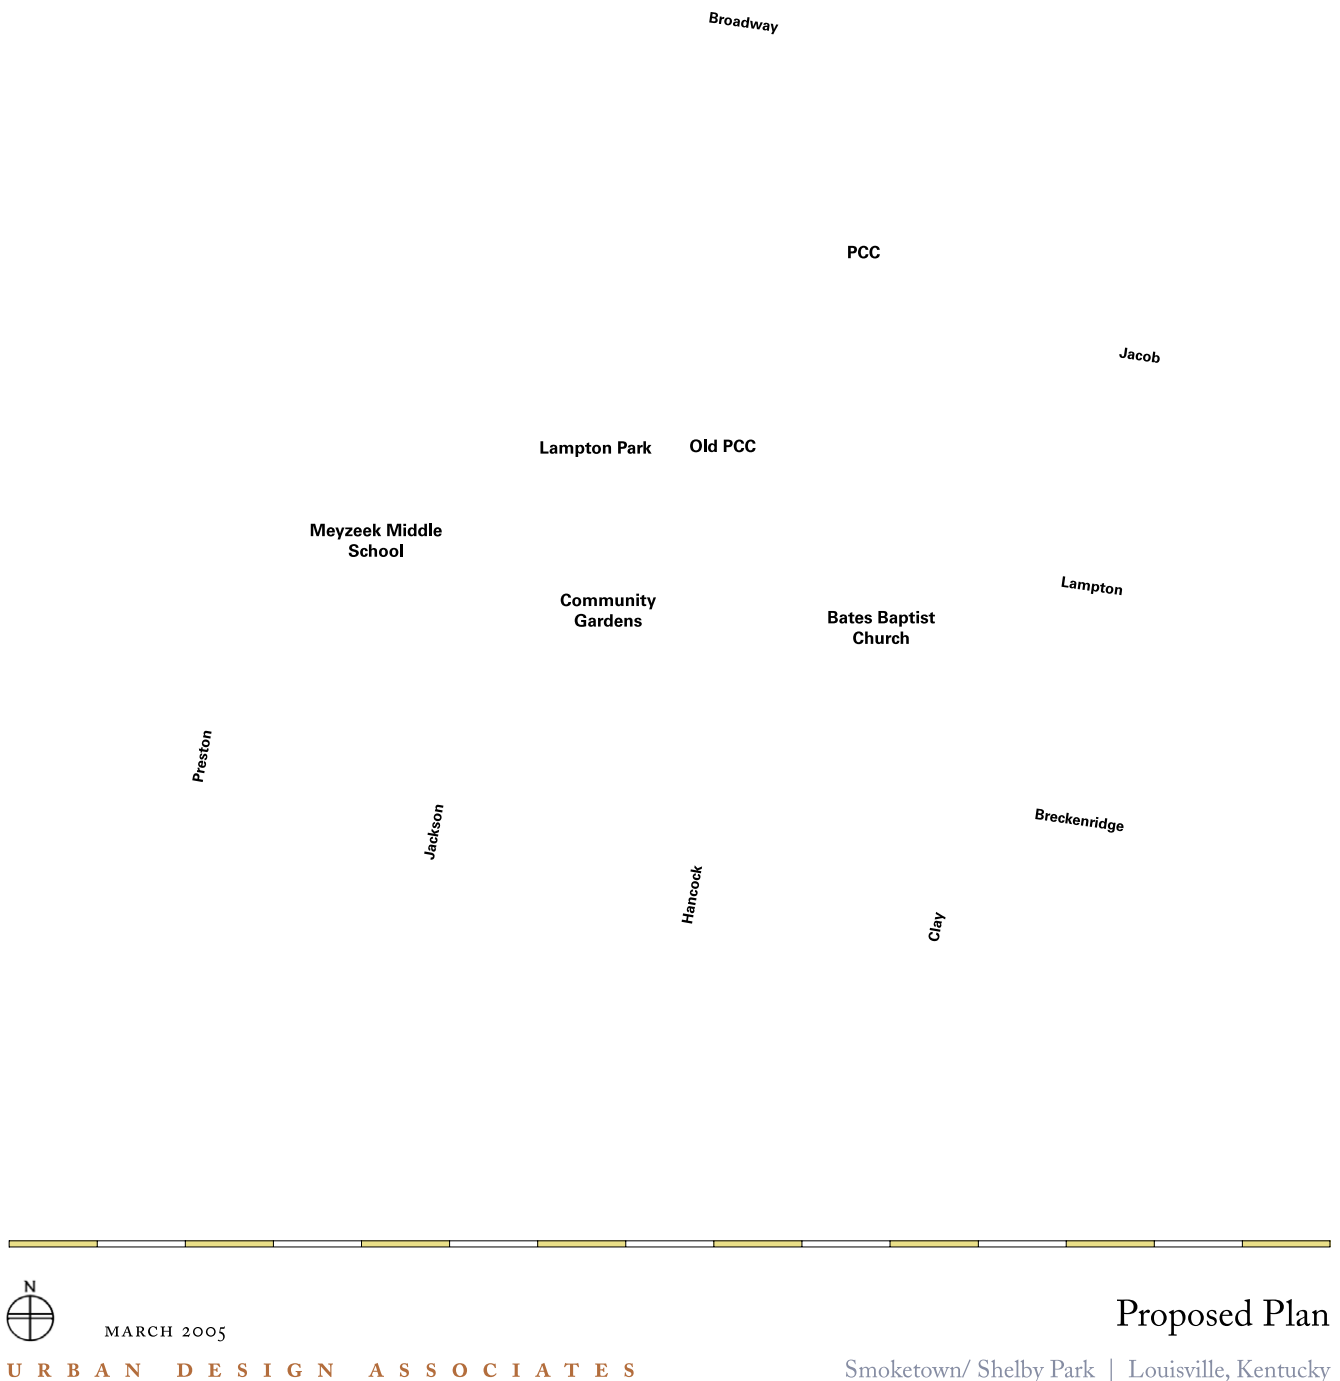 Broadway
PCC
Jacob
Lampton Park
Old PCC
Meyzeek Middle
School
Lampton
Community
Gardens
Bates Baptist
Church
Preston
Jackson
Breckenridge
Hancock
Clay
N
MARCH 2005
Proposed Plan
URBAN DESIGN ASSOCIATES
Smoketown/ Shelby Park | Louisville, Kentucky